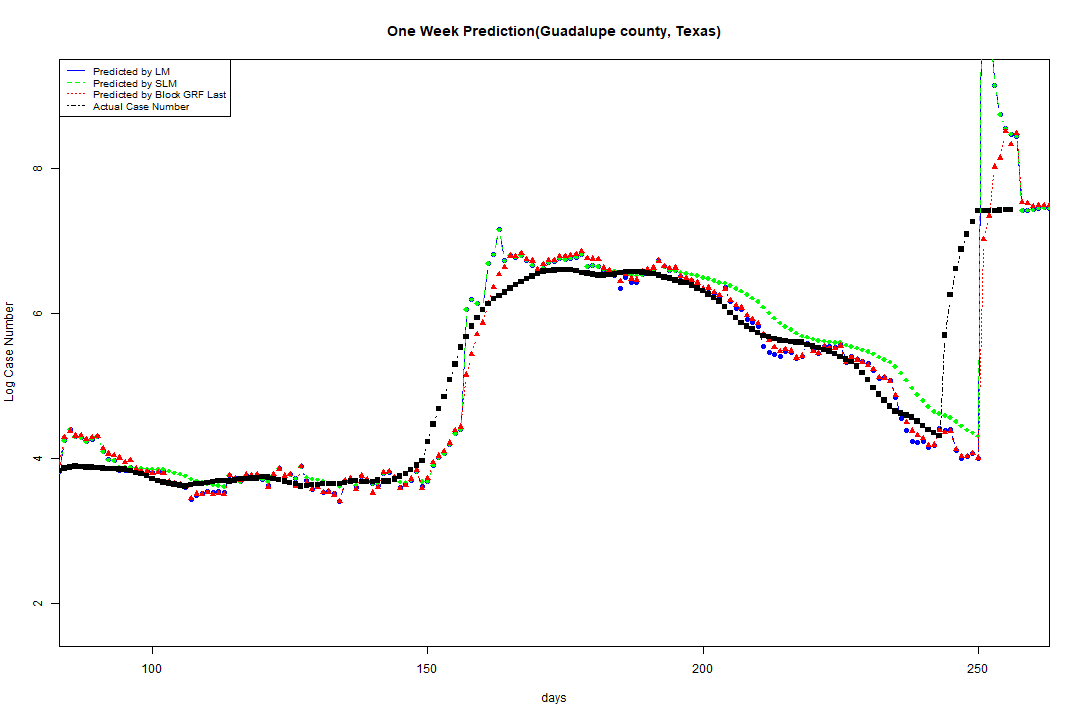 One Week Prediction(Guadalupe county, Texas)
Predicted by LM
Predicted by SLM
Predicted by Block GRF Last
Actual Case Number
Log Case Number
8
6
4
2
100
150
200
250
days